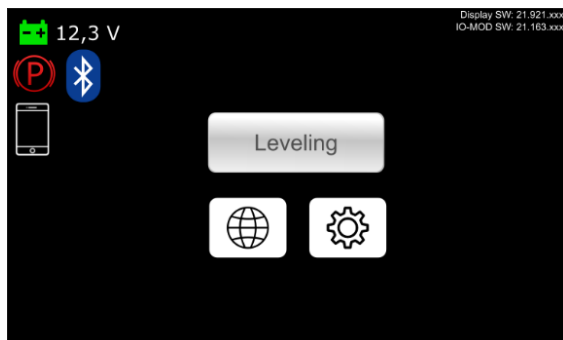 Display SW: 21.921.xxx
IO-MOD SW: 21.163.xxx
12,3 V
P
Leveling